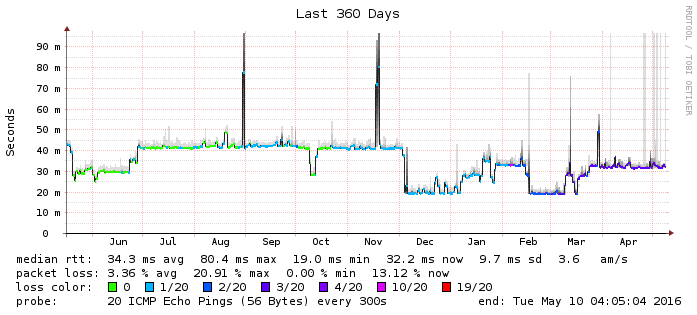 Last 360 Days
RRDTOOL / TOBI OETIKER
Seconds
90 m
80 m
70 m
60 m
50 m
40 m
30 m
20 m
10 m
0
Jun Jul Aug Sep Oct Nov Dec Jan Feb Mar Apr
median rtt: 34.3 ms avg 80.4 ms max 19.0 ms min 32.2 ms now 9.7 ms sd 3.6 am/s
packet loss: 3.36 % avg 20.91 % max 0.00 % min 13.12 % now
loss color: 0 1/20 2/20 3/20 4/20 10/20 19/20
probe: 20 ICMP Echo Pings (56 Bytes) every 300s end: Tue May 10 04:05:04 2016